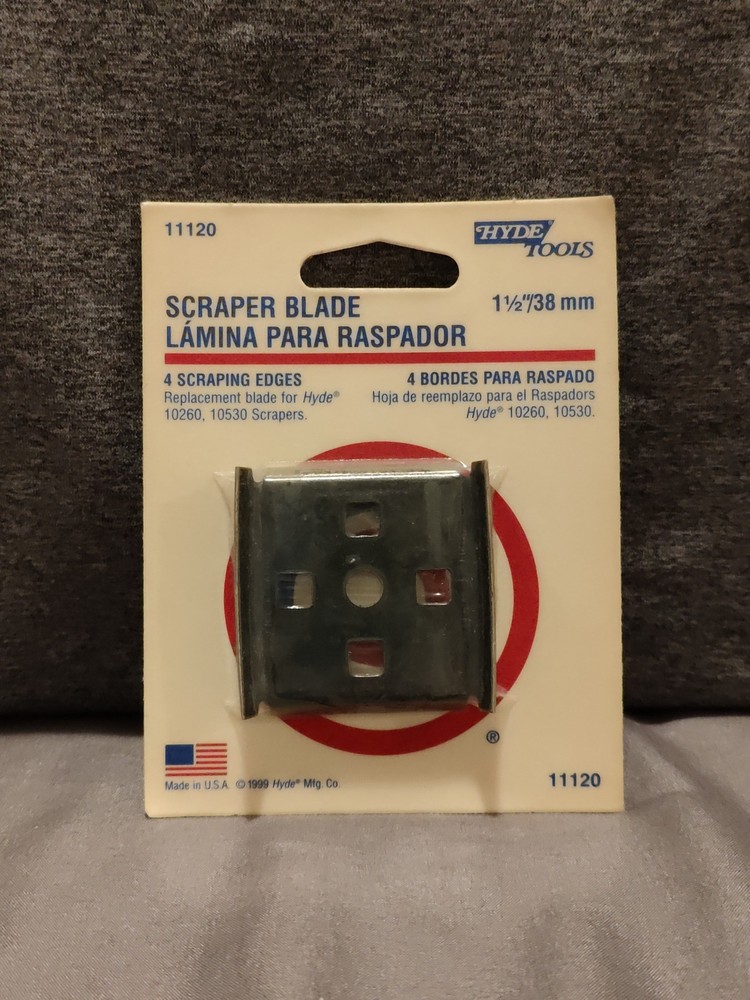 11120
HYDE
TOOLS
SCRAPER BLADE
1½"/38 mm
LÁMINA PARA RASPADOR
4 SCRAPING EDGES
Replacement blade for Hyde®
10260, 10530 Scrapers.
4 BORDES PARA RASPADO
Hoja de reemplazo para el Raspadors
Hyde® 10260, 10530.
®
Made in U.S.A. ©1999 Hyde® Mfg. Co.
11120